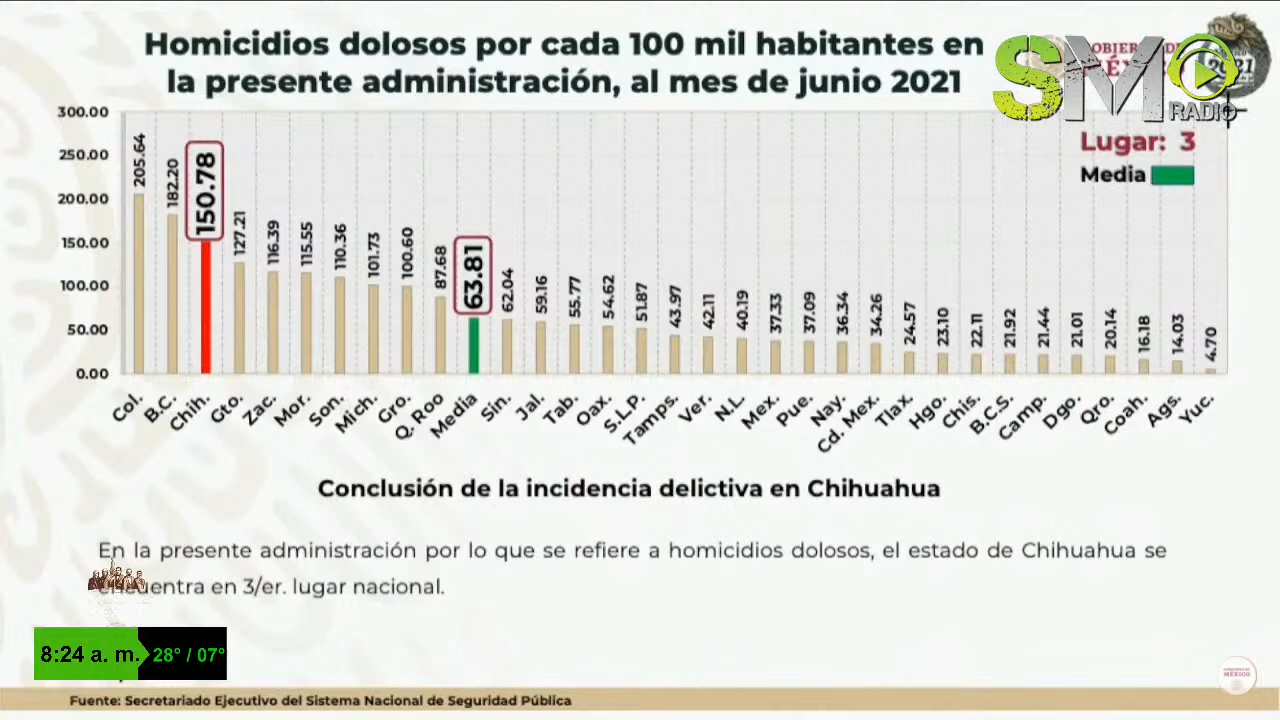 Homicidios dolosos por cada 100 mil habitantes en
la presente administración, al mes de junio 2021
GOBIERNO DE
MÉXICO
2021
SM
RADIO
Lugar: 3
Media
300.00
250.00
200.00
150.00
100.00
50.00
0.00
205.64
182.20
150.78
127.21
116.39
115.55
110.36
101.73
100.60
87.68
63.81
62.04
59.16
55.77
54.62
51.87
43.97
42.11
40.19
37.33
37.09
36.34
34.26
24.57
23.10
22.11
21.92
21.44
21.01
20.14
16.18
14.03
4.70
Col.
B.C.
Chih.
Gto.
Zac.
Mor.
Son.
Mich.
Gro.
Q. Roo
Media
Sin.
Jal.
Tab.
Oax.
S.L.P.
Tamps.
Ver.
N.L.
Mex.
Pue.
Nay.
Cd. Mex.
Tlax.
Hgo.
Chis.
B.C.S.
Camp.
Dgo.
Qro.
Coah.
Ags.
Yuc.
Conclusión de la incidencia delictiva en Chihuahua
En la presente administración por lo que se refiere a homicidios dolosos, el estado de Chihuahua se
encuentra en 3/er. lugar nacional.
8:24 a. m. 28° / 07°
GOBIERNO DE
MÉXICO
Fuente: Secretariado Ejecutivo del Sistema Nacional de Seguridad Pública